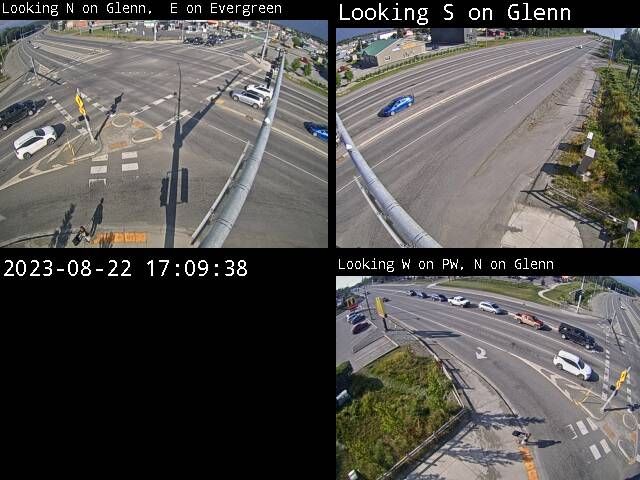 Looking N on Glenn, E on Evergreen
Looking S on Glenn
2023-08-22 17:09:38
Looking W on PW, N on Glenn